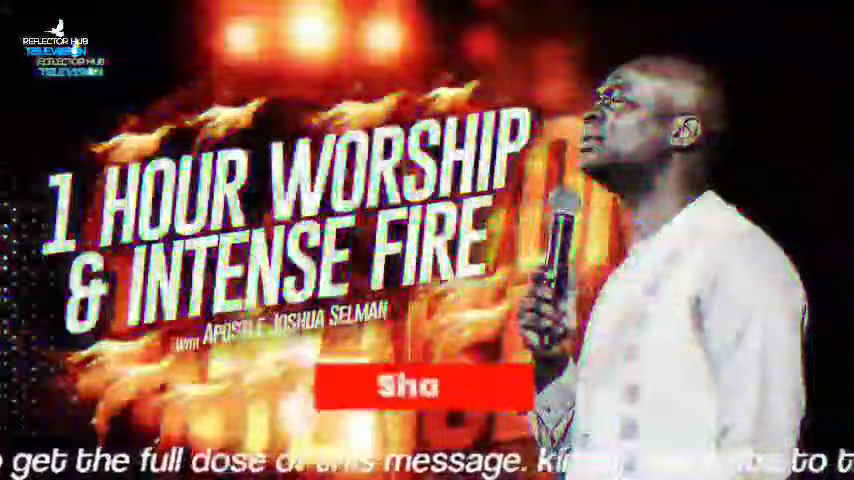 REFLECTOR HUB
TELEVISION
REFLECTOR HUB
TELEVISION
1 HOUR WORSHIP
& INTENSE FIRE
WITH APOSTLE JOSHUA SELMAN
Sha
get the full dose of this message.